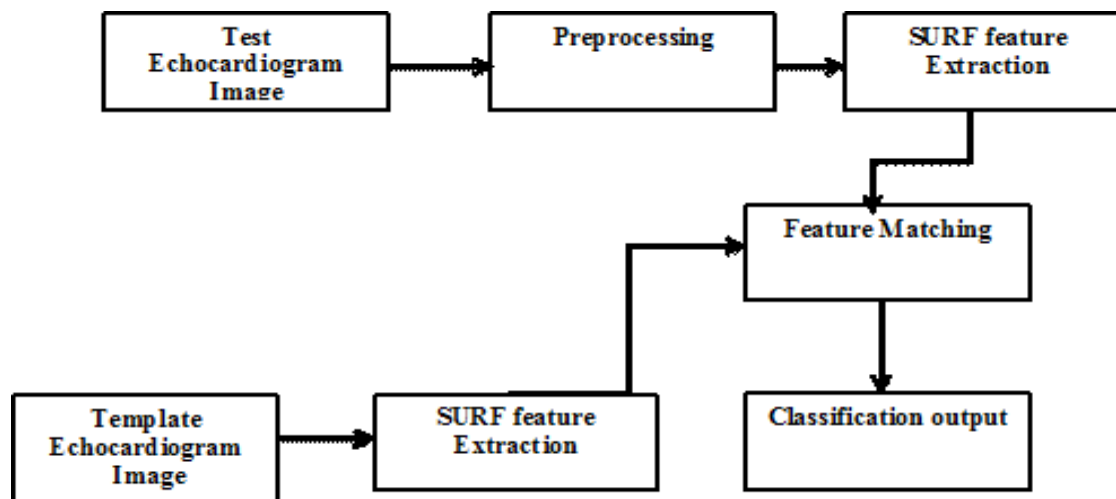 Test
Echocardiogram
Image
Preprocessing
SURF feature
Extraction
Feature Matching
Template
Echocardiogram
Image
SURF feature
Extraction
Classification output